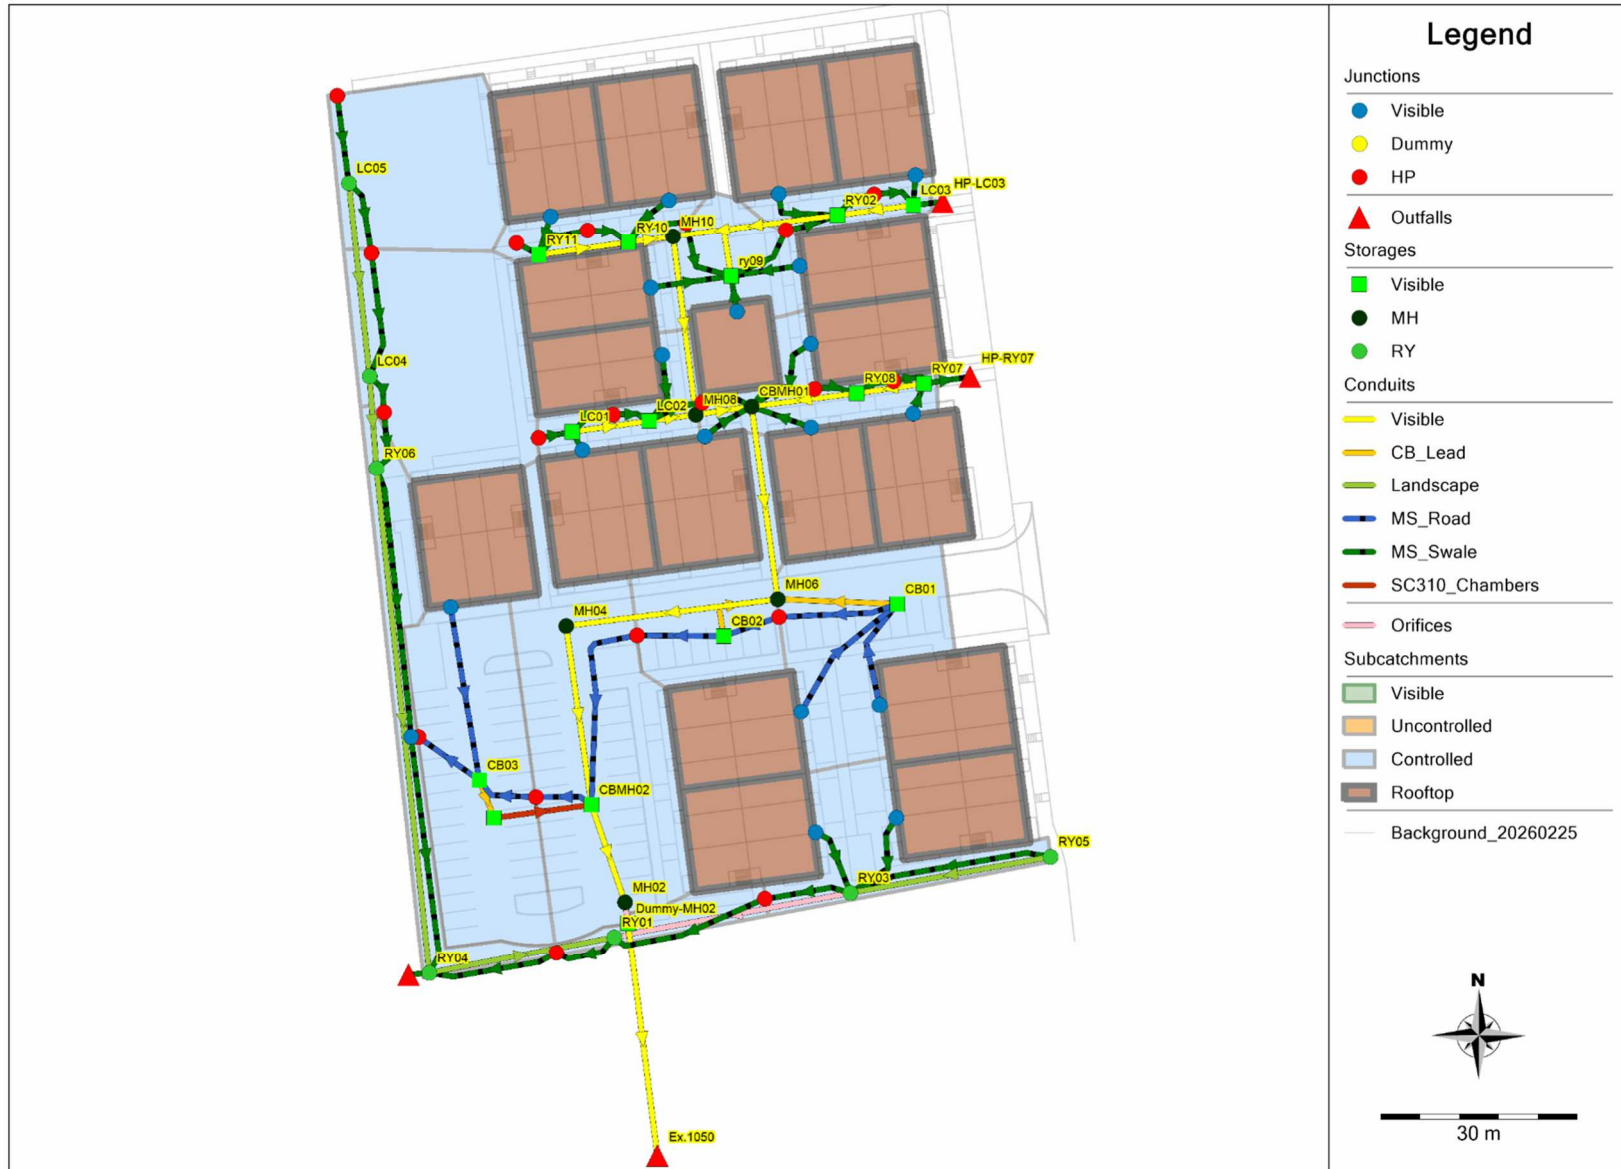 Legend
Junctions
Visible
Dummy
HP
Outfalls
Storages
Visible
MH
RY
Conduits
Visible
CB_Lead
Landscape
MS_Road
MS_Swale
SC310_Chambers
Orifices
Subcatchments
Visible
Uncontrolled
Controlled
Rooftop
Background_20260225
N
30 m
LC05
HP-LC03
LC03
RY02
MH10
RY10
RY11
ry09
LC04
HP-RY07
RY07
RY08
CBMH01
MH08
LC02
LC01
RY06
MH06
CB01
MH04
CB02
CB03
CBMH02
RY05
RY03
MH02
Dummy-MH02
RY01
RY04
Ex.1050